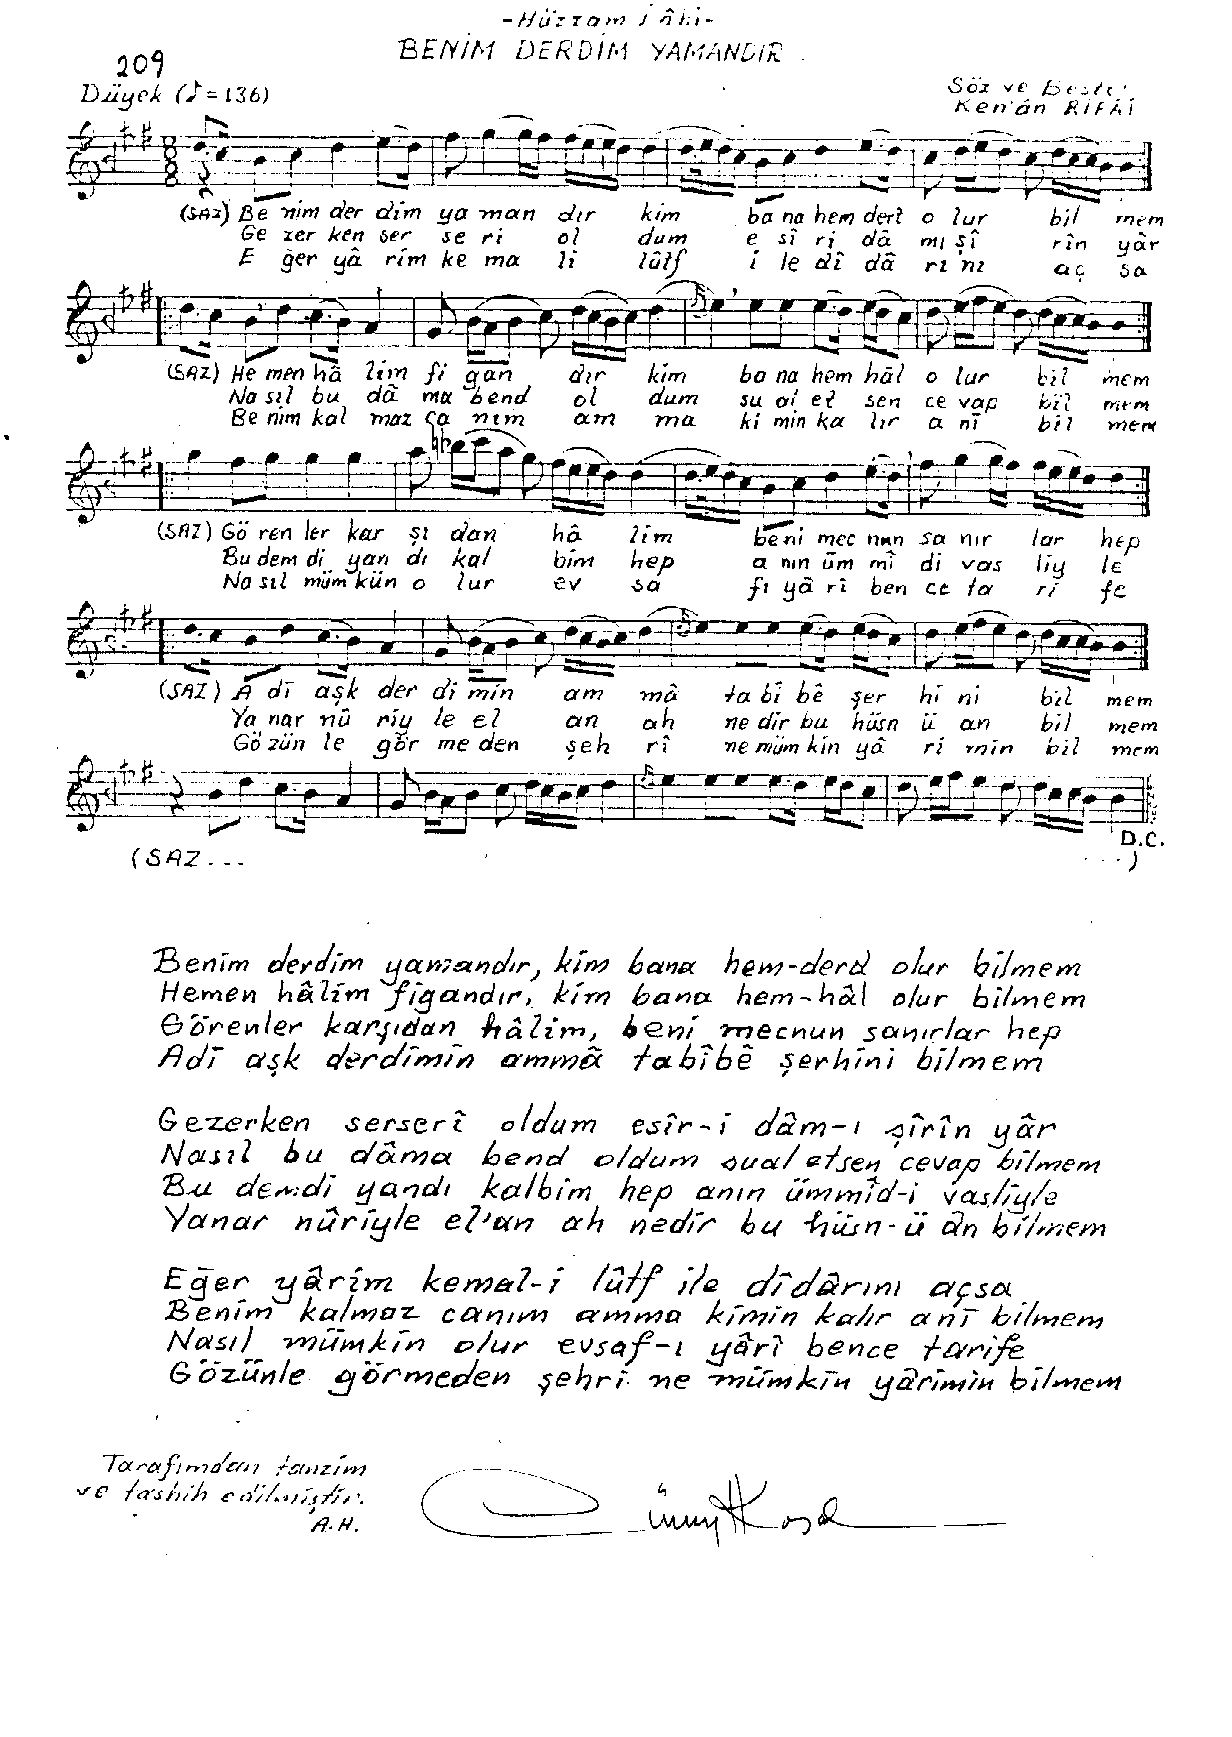 -Hüzzam İlâhi-
BENİM DERDİM YAMANDIR
209
Düyek (♪=136)
Söz ve Beste:
Ken'ân RİFÂİ
(SAZ) Be nim der dim ya man dır kim ba na hem derd o lur bil mem
Ge zer ken ser se ri ol dum e sî ri dâ mı şî rîn yâr
E ğer yâ rim ke ma li lûtf i le dî dâ rı nı aç sa
(SAZ) He men hâ lim fi gan dır kim ba na hem hâl o lur bil mem
Na sıl bu dâ ma bend ol dum su al et sen ce vap bil mem
Be nim kal maz ca nım am ma ki min ka lır a nî bil mem
(SAZ) Gö ren ler kar şı dan hâ lim be ni mec nun sa nır lar hep
Bu dem di yan dı kal bim hep a nın üm mî di vas liy le
Na sıl müm kün o lur ev sa fı yâ rî ben ce ta ri fe
(SAZ) A dî aşk der di min am mâ ta bi bê şer hi ni bil mem
Ya nar nû riy le el an ah ne dir bu hüsn ü an bil mem
Gö zün le gör me den şeh rî ne müm kin yâ ri min bil mem
D.C.
(SAZ... ...)
Benim derdim yamandır, kim bana hem-derd olur bilmem
Hemen hâlim figandır, kim bana hem-hâl olur bilmem
Görenler karşıdan hâlim, beni mecnun sanırlar hep
Adî aşk derdimin ammâ tabîbê şerhini bilmem
Gezerken serserî oldum esîr-i dâm-ı şîrîn yâr
Nasıl bu dâma bend oldum sual etsen cevap bilmem
Bu demdi yandı kalbim hep anın ümmîd-i vasliyle
Yanar nûriyle el'an ah nedir bu hüsn-ü ân bilmem
Eğer yârim kemal-i lûtf ile dîdârını açsa
Benim kalmaz canım amma kimin kalır anî bilmem
Nasıl mümkin olur evsaf-ı yârî bence tarife
Gözünle görmeden şehri ne mümkin yârimin bilmem
Tarafımdan tanzim
ve tashih edilmiştir.
A.H.